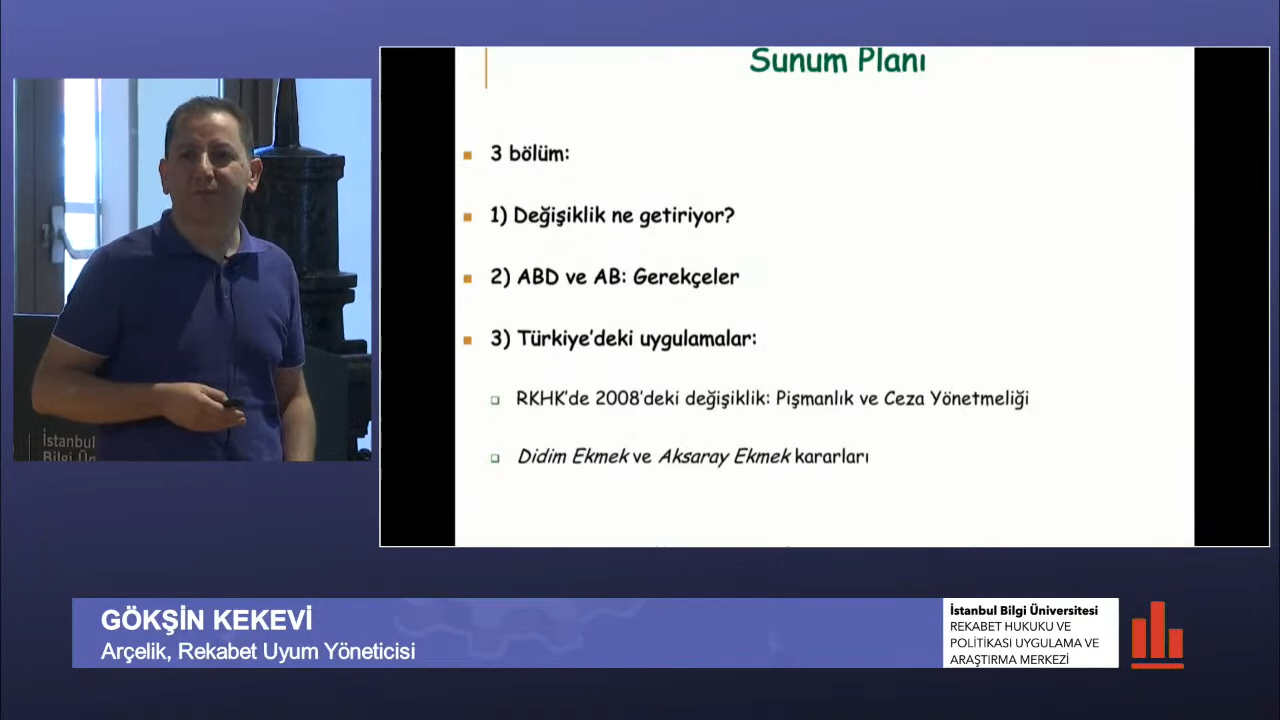 Sunum Planı
3 bölüm:
1) Değişiklik ne getiriyor?
2) ABD ve AB: Gerekçeler
3) Türkiye'deki uygulamalar:
RKHK'de 2008'deki değişiklik: Pişmanlık ve Ceza Yönetmeliği
Didim Ekmek ve Aksaray Ekmek kararları
İstanbul
Bilgi Ün
GÖKŞİN KEKEVİ
Arçelik, Rekabet Uyum Yöneticisi
İstanbul Bilgi Üniversitesi
REKABET HUKUKU VE
POLİTİKASI UYGULAMA VE
ARAŞTIRMA MERKEZİ